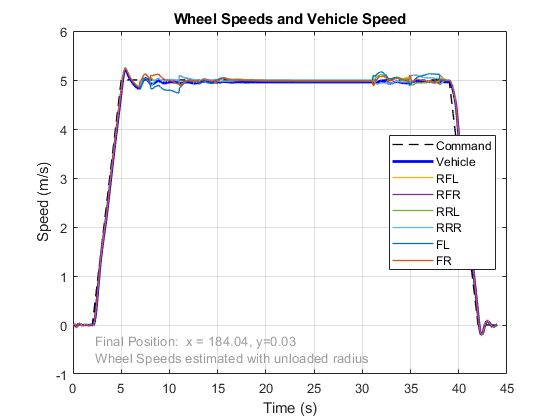 Wheel Speeds and Vehicle Speed
6
5
4
3
2
1
0
-1
Speed (m/s)
Command
Vehicle
RFL
RFR
RRL
RRR
FL
FR
Final Position:  x = 184.04, y=0.03
Wheel Speeds estimated with unloaded radius
0 5 10 15 20 25 30 35 40 45
Time (s)